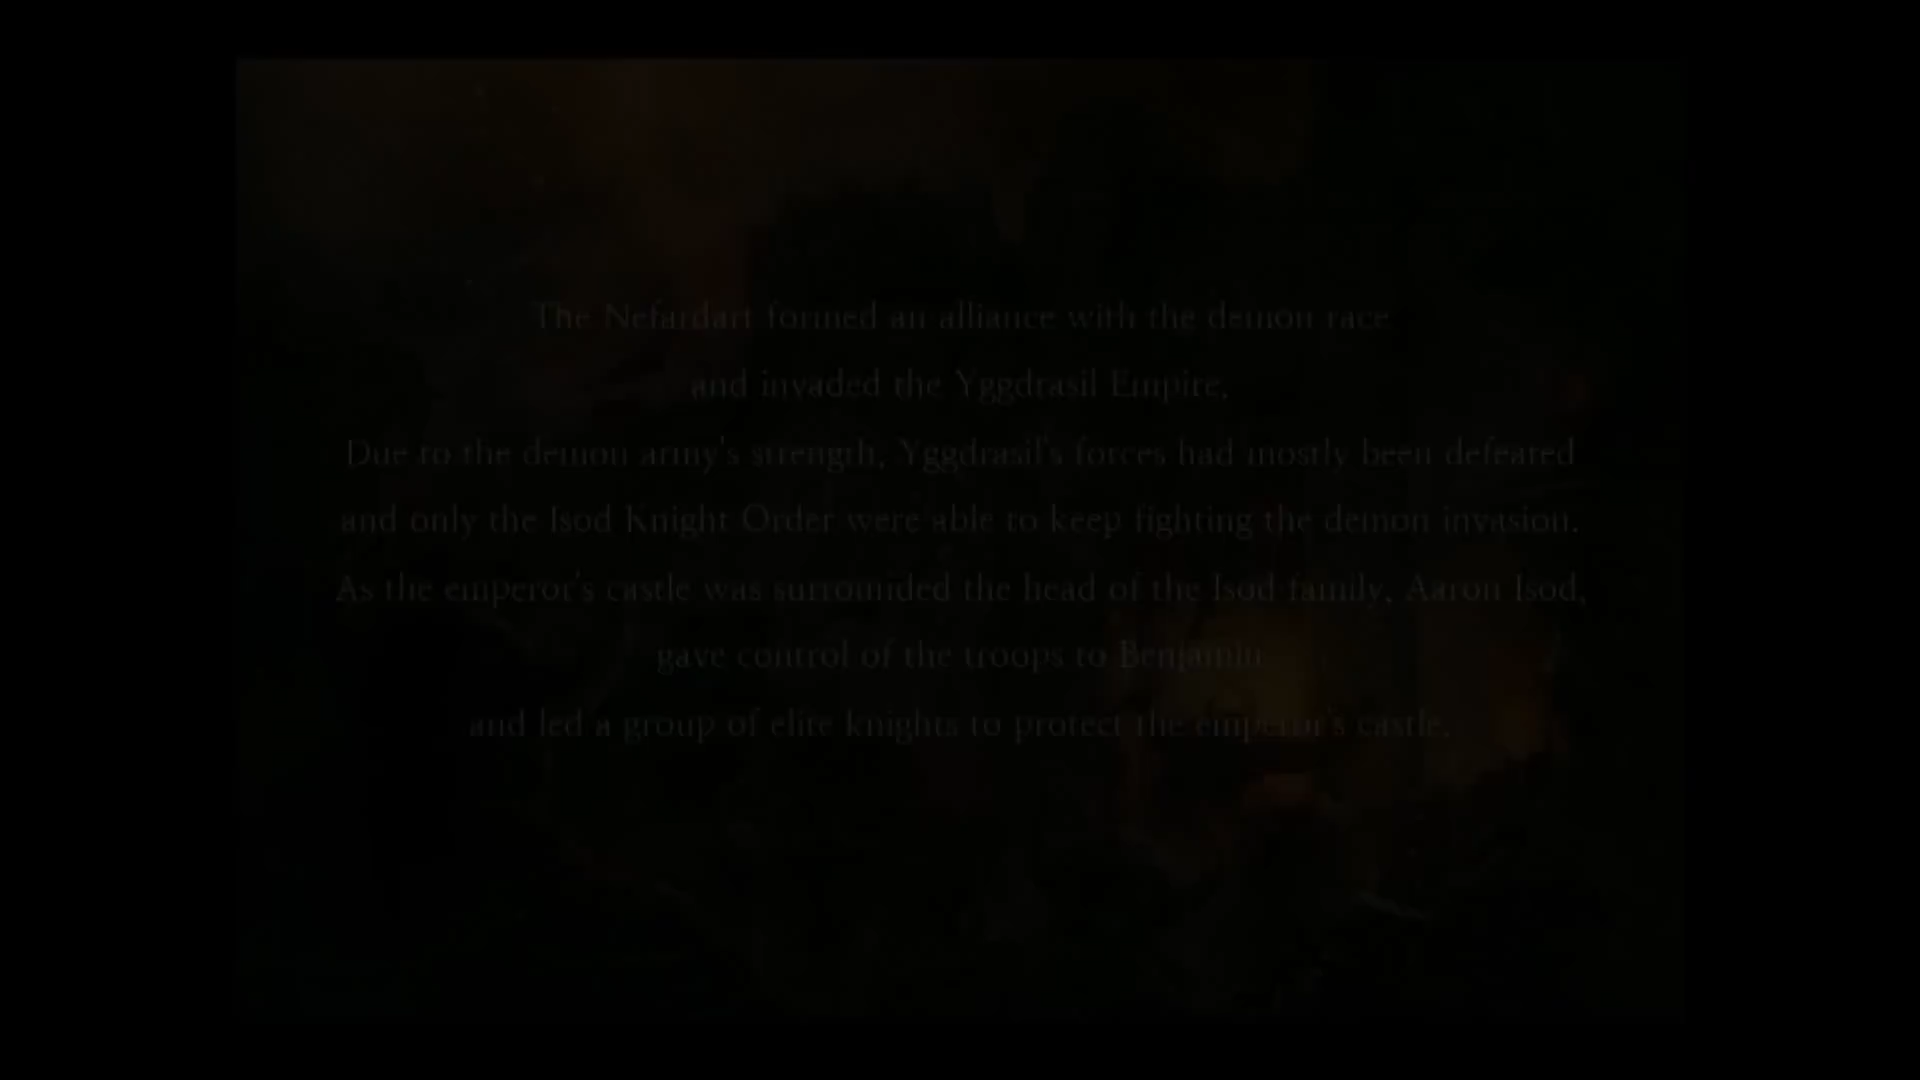 The Nefardart formed an alliance with the demon race
and invaded the Yggdrasil Empire,
Due to the demon army's strength, Yggdrasil's forces had mostly been defeated
and only the Isod Knight Order were able to keep fighting the demon invasion.
As the emperor's castle was surrounded the head of the Isod family, Aaron Isod,
gave control of the troops to Benjamin
and led a group of elite knights to protect the emperor's castle.